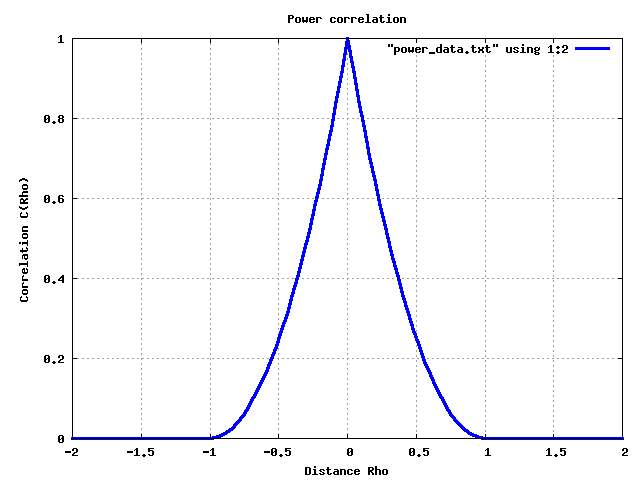 Power correlation
"power_data.txt" using 1:2
1
0.8
0.6
0.4
0.2
0
Correlation C(Rho)
-2 -1.5 -1 -0.5 0 0.5 1 1.5 2
Distance Rho